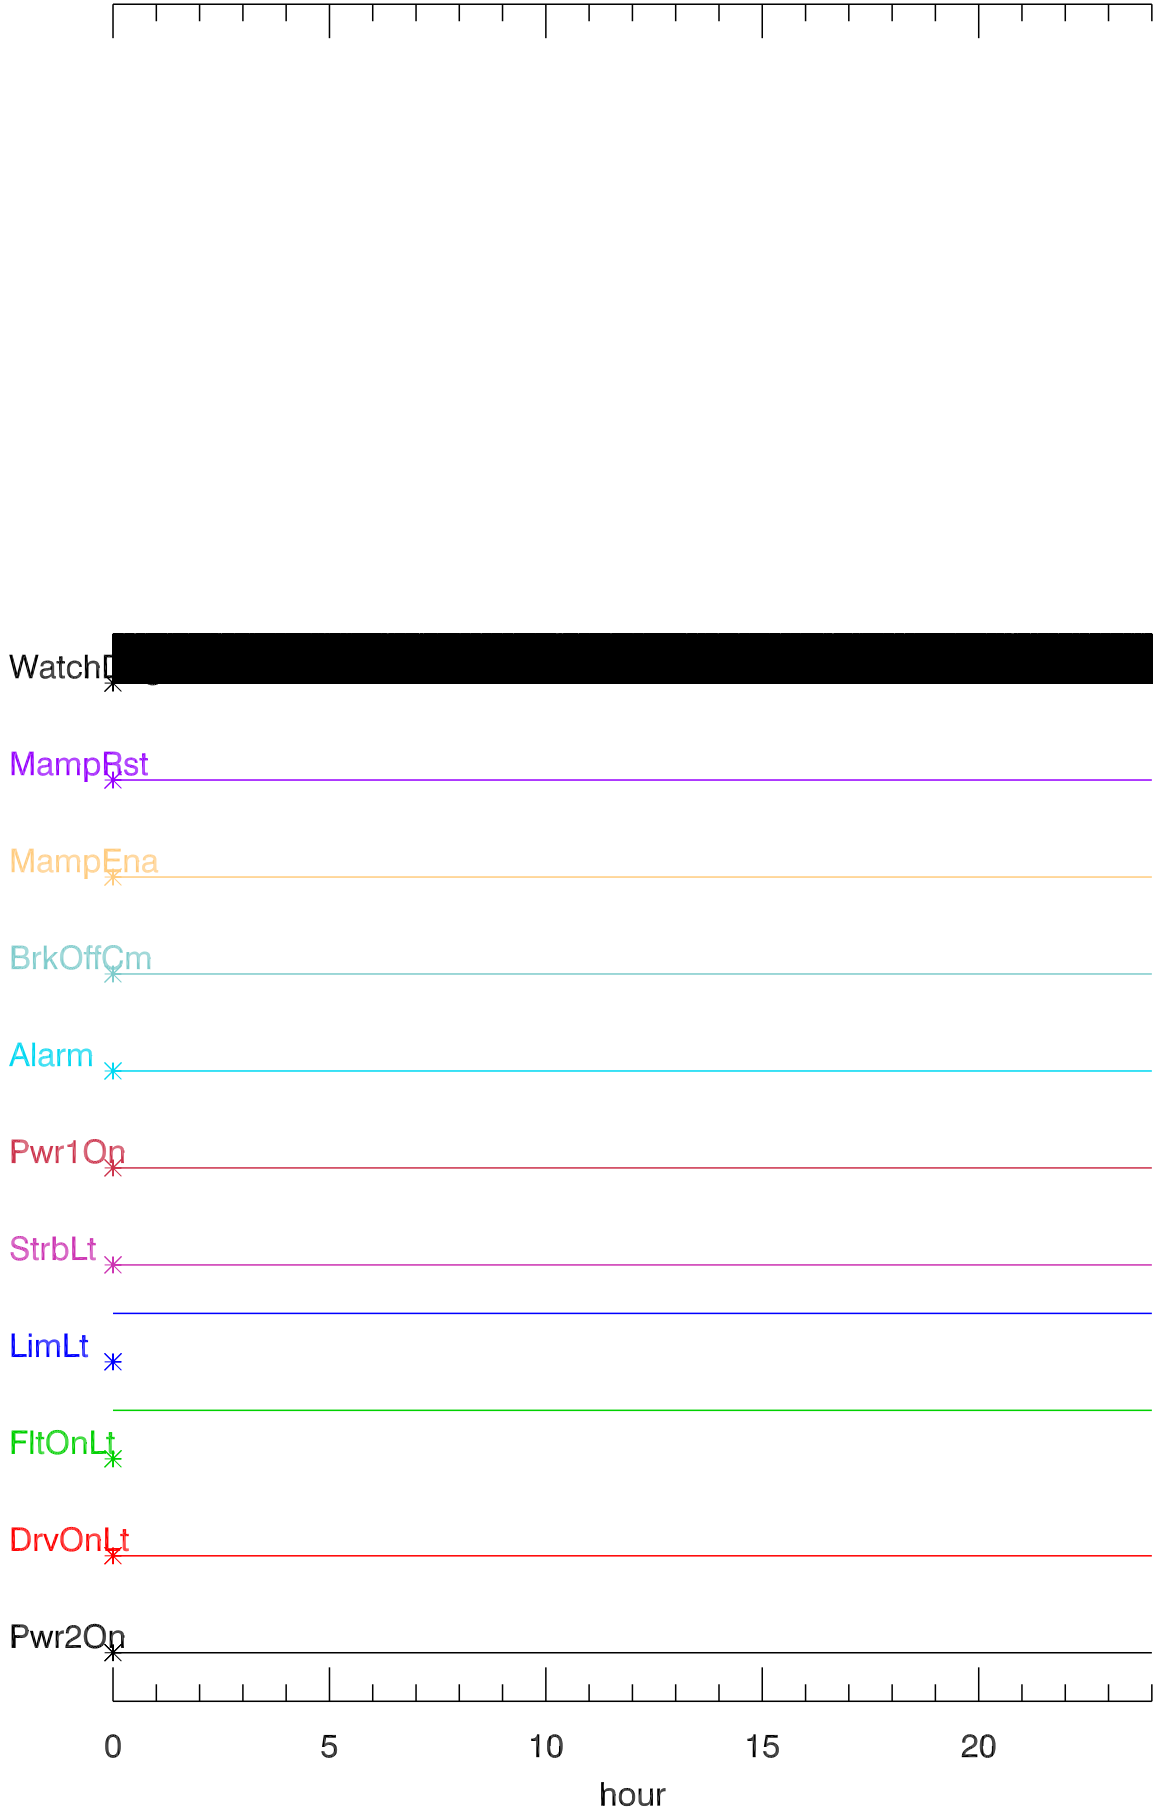 WatchD
MampRst
MampEna
BrkOffCm
Alarm
Pwr1On
StrbLt
LimLt
FltOnLt
DrvOnLt
Pwr2On
0 5 10 15 20
hour